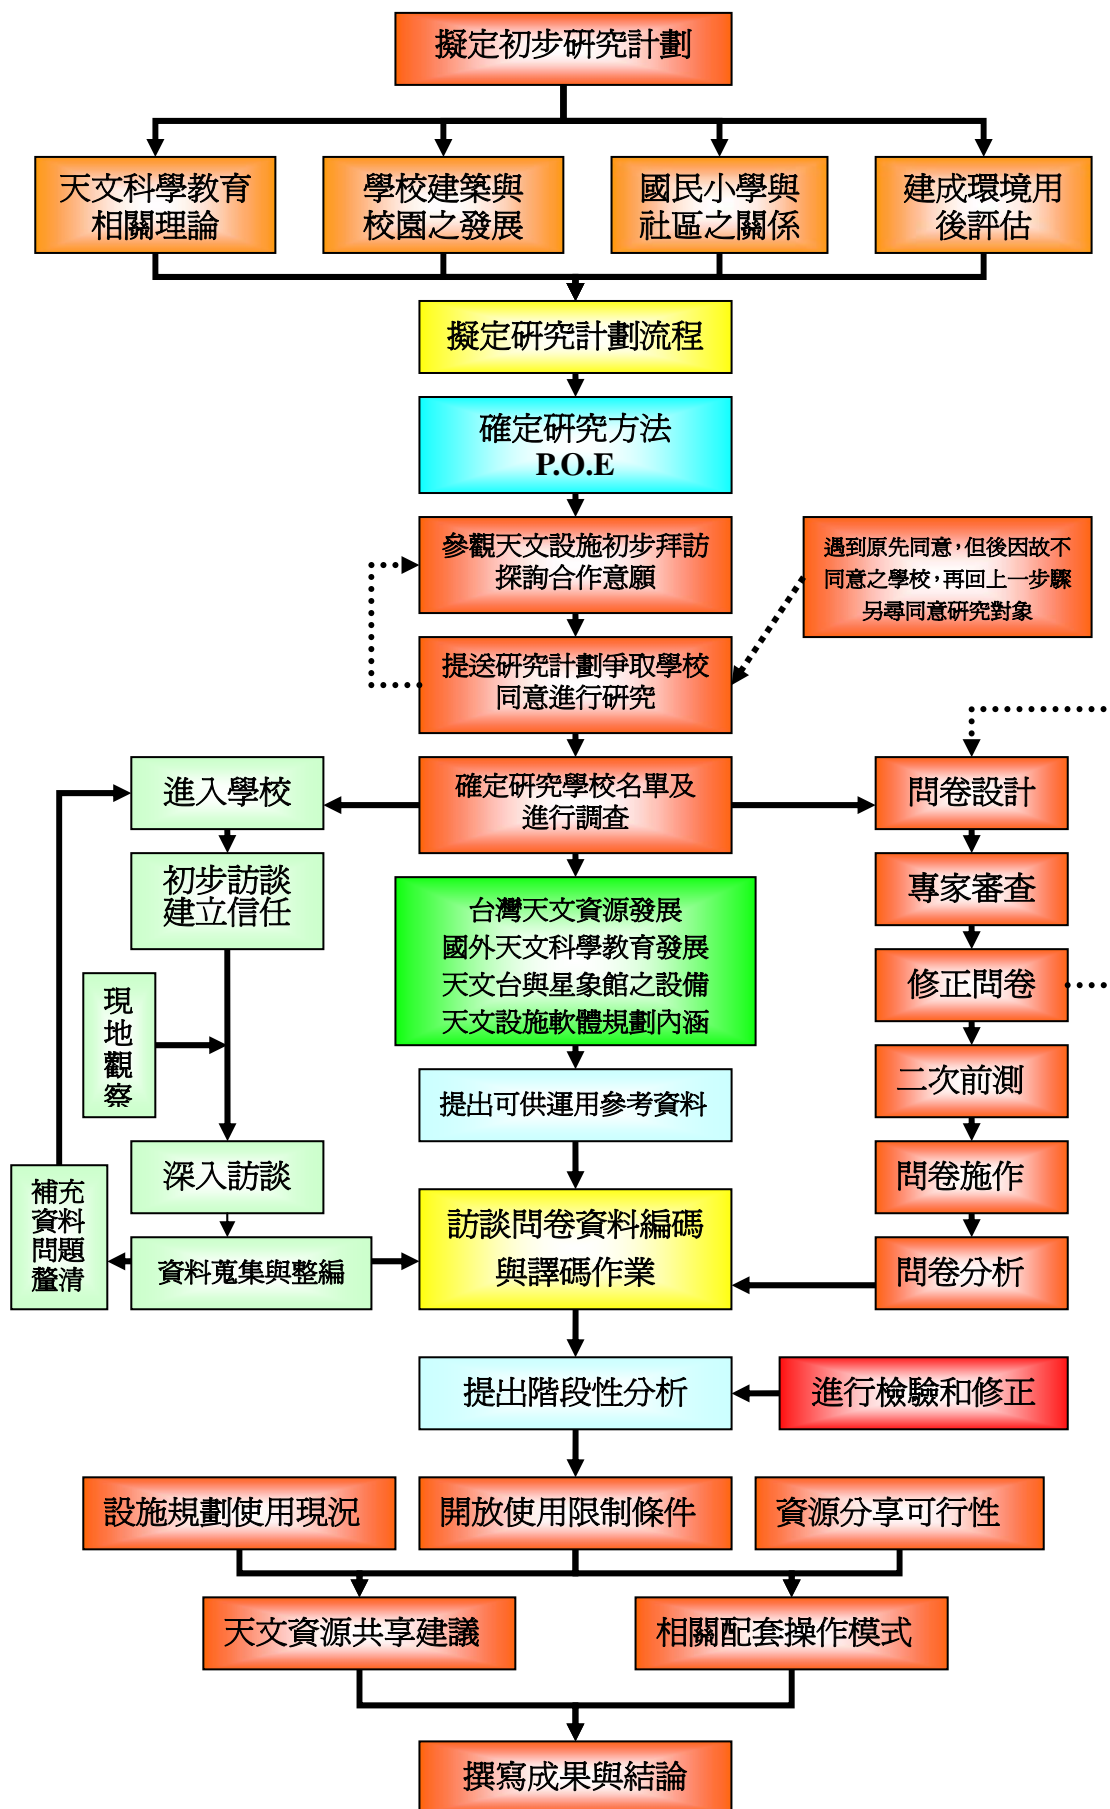 擬定初步研究計劃
天文科學教育
相關理論
學校建築與
校園之發展
國民小學與
社區之關係
建成環境用
後評估
擬定研究計劃流程
確定研究方法
P.O.E
參觀天文設施初步拜訪
探詢合作意願
遇到原先同意，但後因故不
同意之學校，再回上一步驟
另尋同意研究對象
提送研究計劃爭取學校
同意進行研究
進入學校
確定研究學校名單及
進行調查
問卷設計
初步訪談
建立信任
專家審查
台灣天文資源發展
國外天文科學教育發展
天文台與星象館之設備
天文設施軟體規劃內涵
修正問卷
現
地
觀
察
二次前測
提出可供運用參考資料
深入訪談
問卷施作
補充
資料
問題
釐清
資料蒐集與整編
訪談問卷資料編碼
與譯碼作業
問卷分析
提出階段性分析
進行檢驗和修正
設施規劃使用現況
開放使用限制條件
資源分享可行性
天文資源共享建議
相關配套操作模式
撰寫成果與結論